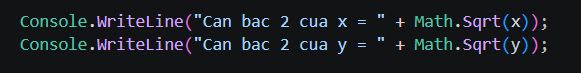 Console.WriteLine("Can bac 2 cua x = " + Math.Sqrt(x));
Console.WriteLine("Can bac 2 cua y = " + Math.Sqrt(y));